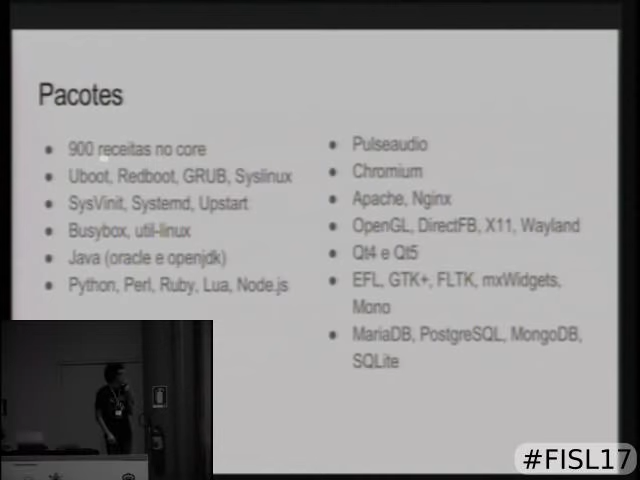 Pacotes
900 receitas no core
Uboot, Redboot, GRUB, Syslinux
SysVinit, Systemd, Upstart
Busybox, util-linux
Java (oracle e openjdk)
Python, Perl, Ruby, Lua, Node.js
Pulseaudio
Chromium
Apache, Nginx
OpenGL, DirectFB, X11, Wayland
Qt4 e Qt5
EFL, GTK+, FLTK, mxWidgets,
Mono
MariaDB, PostgreSQL, MongoDB,
SQLite
#FISL17